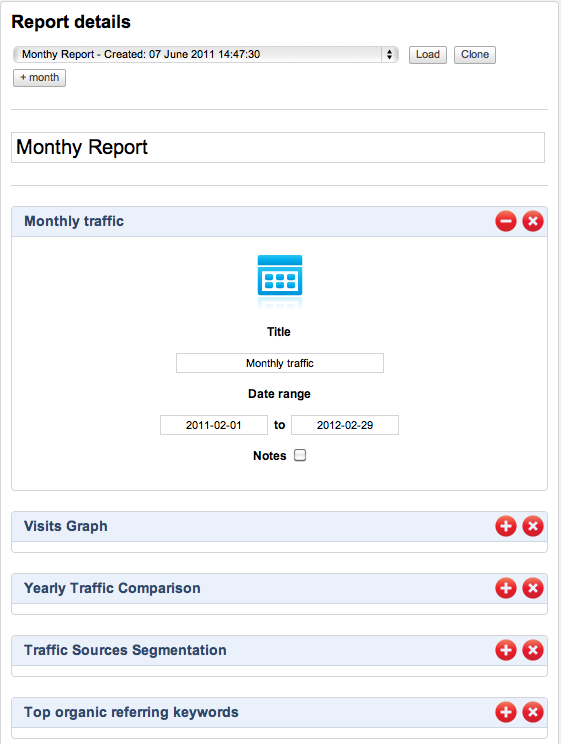 Report details
Monthy Report - Created: 07 June 2011 14:47:30 Load Clone
+ month
Monthy Report
Monthly traffic
Title
Monthly traffic
Date range
2011-02-01 to 2012-02-29
Notes
Visits Graph
Yearly Traffic Comparison
Traffic Sources Segmentation
Top organic referring keywords